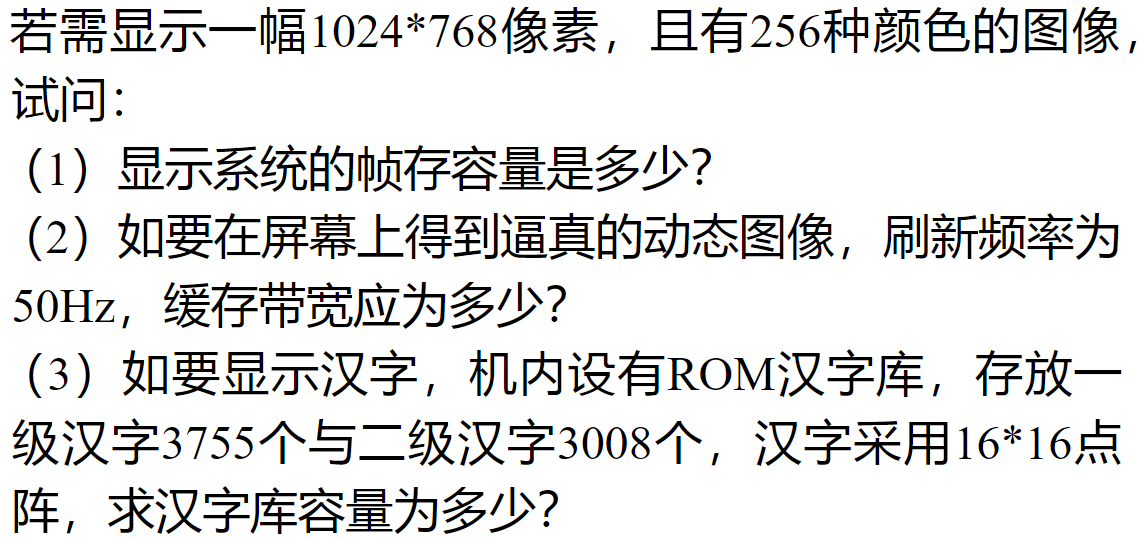 若需显示一幅1024*768像素，且有256种颜色的图像，
试问：
（1）显示系统的帧存容量是多少？
（2）如要在屏幕上得到逼真的动态图像，刷新频率为
50Hz，缓存带宽应为多少？
（3）如要显示汉字，机内设有ROM汉字库，存放一
级汉字3755个与二级汉字3008个，汉字采用16*16点
阵，求汉字库容量为多少？